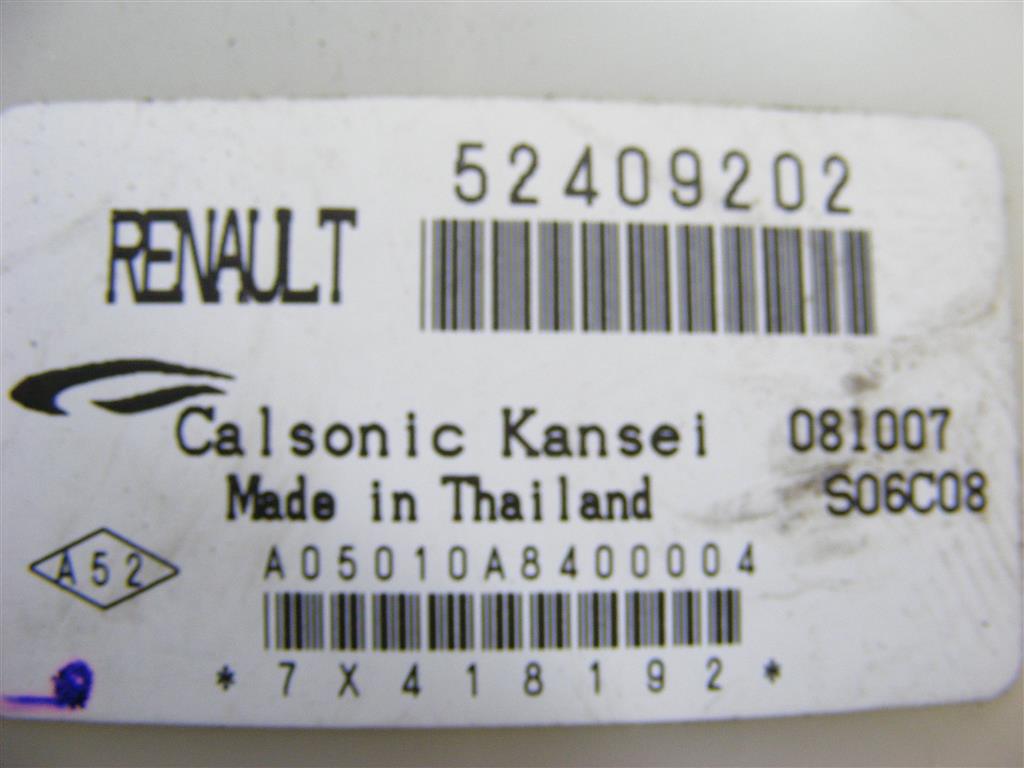 52409202
RENAULT
Calsonic Kansei 081007
Made in Thailand S06C08
A52 A05010A8400004
*7X418192*